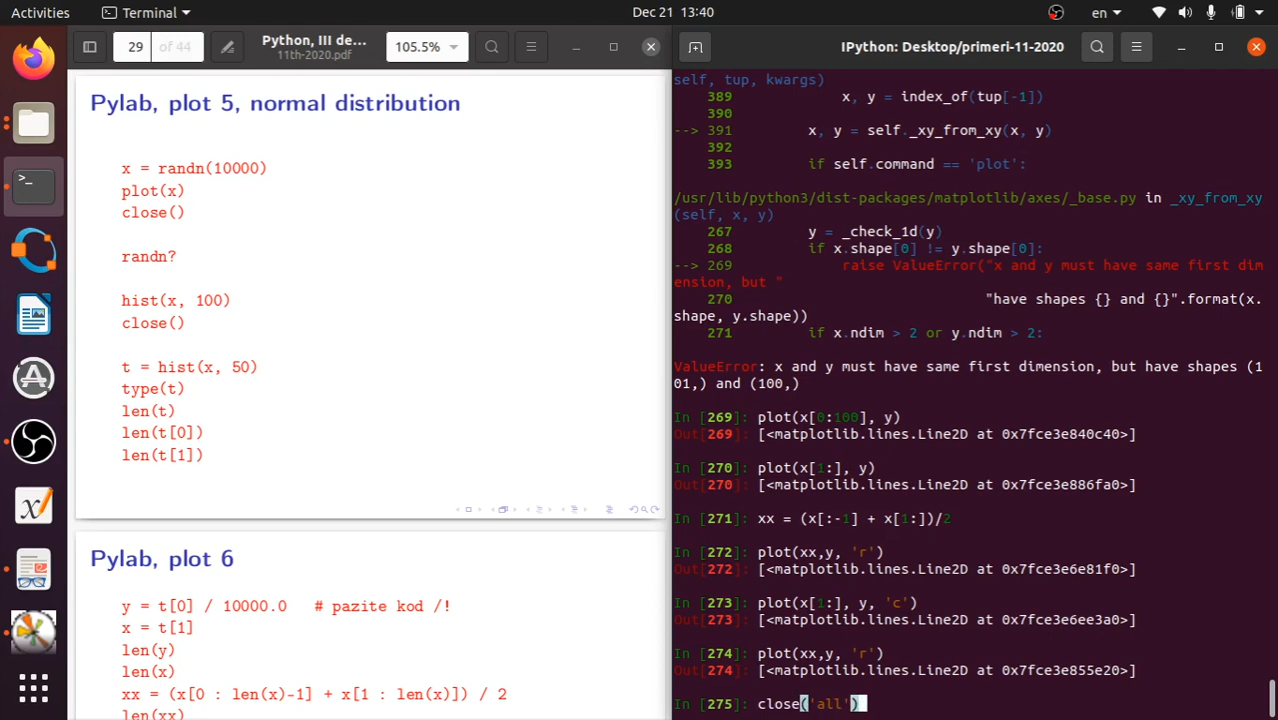 Activities
Terminal
Dec 21 13:40
en
29
of 44
Python, III de...
11th-2020.pdf
105.5%
Pylab, plot 5, normal distribution
x = randn(10000)
plot(x)
close()
randn?
hist(x, 100)
close()
t = hist(x, 50)
type(t)
len(t)
len(t[0])
len(t[1])
Pylab, plot 6
y = t[0] / 10000.0 # pazite kod /!
x = t[1]
len(y)
len(x)
xx = (x[0 : len(x)-1] + x[1 : len(x)]) / 2
len(xx)
IPython: Desktop/primeri-11-2020
self, tup, kwargs)
389 x, y = index_of(tup[-1])
390
--> 391 x, y = self._xy_from_xy(x, y)
392
393 if self.command == 'plot':
/usr/lib/python3/dist-packages/matplotlib/axes/_base.py in _xy_from_xy
(self, x, y)
267 y = _check_1d(y)
268 if x.shape[0] != y.shape[0]:
--> 269 raise ValueError("x and y must have same first dim
ension, but "
270 "have shapes {} and {}".format(x.
shape, y.shape))
271 if x.ndim > 2 or y.ndim > 2:
ValueError: x and y must have same first dimension, but have shapes (1
01,) and (100,)
In [269]: plot(x[0:100], y)
Out[269]: [<matplotlib.lines.Line2D at 0x7fce3e840c40>]
In [270]: plot(x[1:], y)
Out[270]: [<matplotlib.lines.Line2D at 0x7fce3e886fa0>]
In [271]: xx = (x[:-1] + x[1:])/2
In [272]: plot(xx,y, 'r')
Out[272]: [<matplotlib.lines.Line2D at 0x7fce3e6e81f0>]
In [273]: plot(x[1:], y, 'c')
Out[273]: [<matplotlib.lines.Line2D at 0x7fce3e6ee3a0>]
In [274]: plot(xx,y, 'r')
Out[274]: [<matplotlib.lines.Line2D at 0x7fce3e855e20>]
In [275]: close('all')